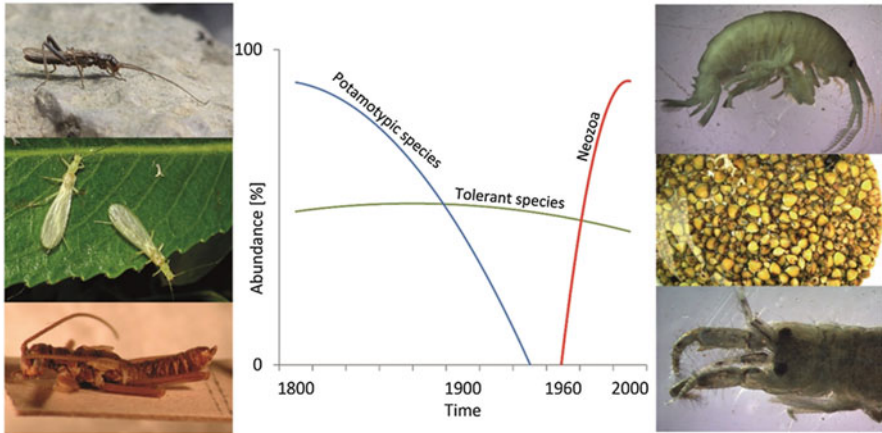 100
Potamotypic species
Neozoa
Tolerant species
Abundance [%]
0
1800
1900
1960
2000
Time